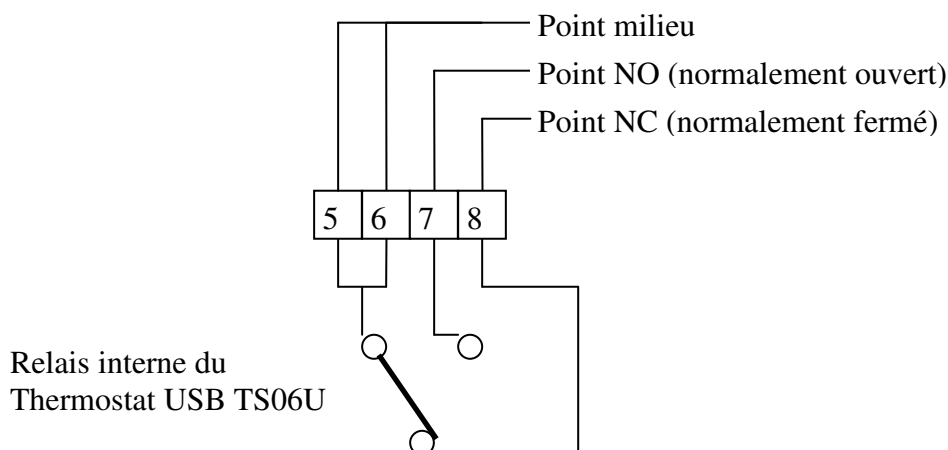 Point milieu
Point NO (normalement ouvert)
Point NC (normalement fermé)
5 6 7 8
Relais interne du
Thermostat USB TS06U